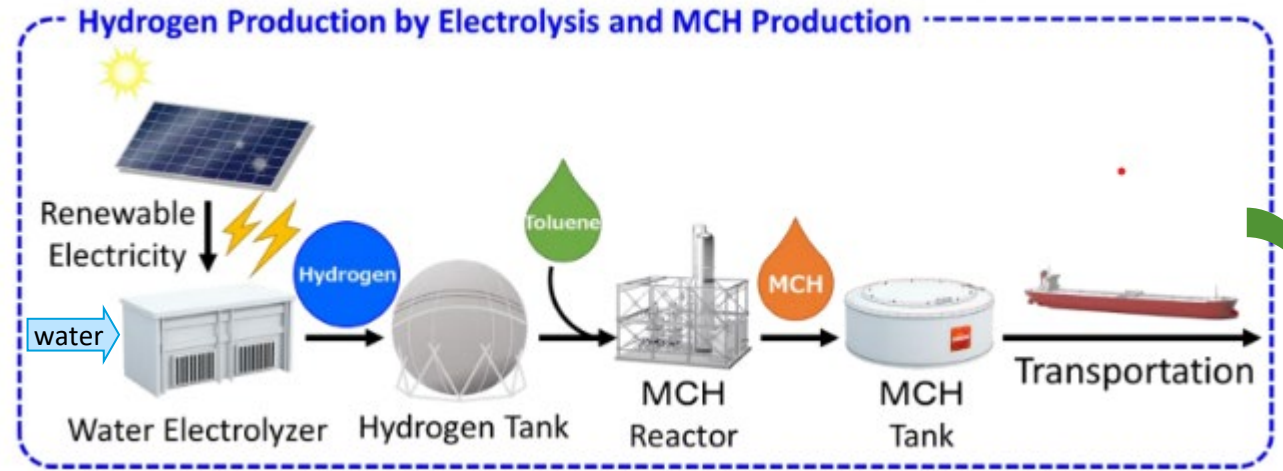 Hydrogen Production by Electrolysis and MCH Production
Renewable
Electricity
water
Hydrogen
Toluene
MCH
Water Electrolyzer
Hydrogen Tank
MCH
Reactor
MCH
Tank
Transportation